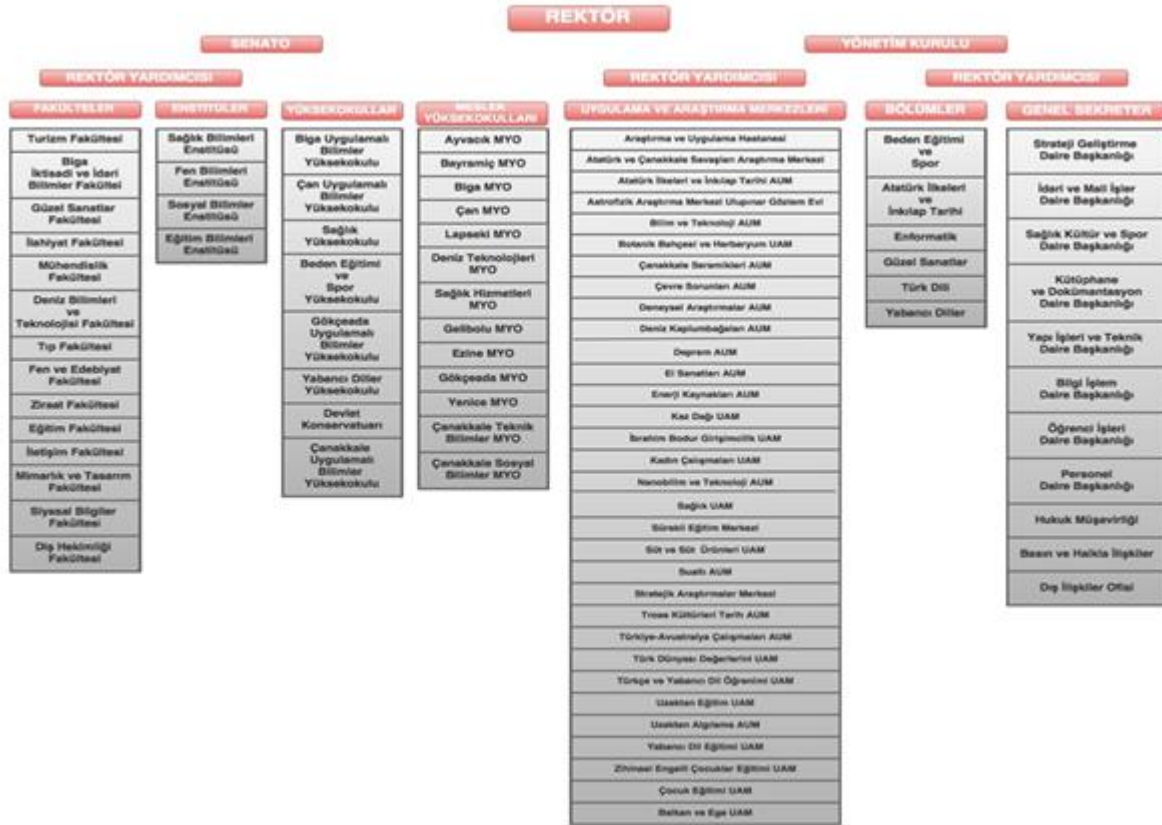 REKTÖR
SENATO
YÖNETİM KURULU
REKTÖR YARDIMCISI
REKTÖR YARDIMCISI
REKTÖR YARDIMCISI
FAKÜLTELER
Turizm Fakültesi
Biga
İktisadi ve İdari
Bilimler Fakültei
Güzel Sanatlar
Fakültesi
İlahiyat Fakültesi
Mühendislik
Fakültesi
Deniz Bilimleri
ve
Teknolojisi Fakültesi
Tıp Fakültesi
Fen ve Edebiyat
Fakültesi
Ziraat Fakültesi
Eğitim Fakültesi
İletişim Fakültesi
Mimarlık ve Tasarım
Fakültesi
Siyasal Bilgiler
Fakültesi
Diş Hekimliği
Fakültesi
ENSTİTÜLER
Sağlık Bilimleri
Enstitüsü
Fen Bilimleri
Enstitüsü
Sosyal Bilimler
Enstitüsü
Eğitim Bilimleri
Enstitüsü
YÜKSEKOKULLAR
Biga Uygulamalı
Bilimler
Yüksekokulu
Çan Uygulamalı
Bilimler
Yüksekokulu
Sağlık
Yüksekokulu
Beden Eğitimi
ve
Spor
Yüksekokulu
Gökçeada
Uygulamalı
Bilimler
Yüksekokulu
Yabancı Diller
Yüksekokulu
Devlet
Konservatuarı
Çanakkale
Uygulamalı
Bilimler
Yüksekokulu
MESLEK
YÜKSEKOKULLARI
Ayvacık MYO
Bayramiç MYO
Biga MYO
Çan MYO
Lapseki MYO
Deniz Teknolojileri
MYO
Sağlık Hizmetleri
MYO
Gelibolu MYO
Ezine MYO
Gökçeada MYO
Yenice MYO
Çanakkale Teknik
Bilimler MYO
Çanakkale Sosyal
Bilimler MYO
UYGULAMA VE ARAŞTIRMA MERKEZLERİ
Araştırma ve Uygulama Hastanesi
Atatürk ve Çanakkale Savaşları Araştırma Merkezi
Atatürk İlkeleri ve İnkılap Tarihi AUM
Astrofizik Araştırma Merkezi Ulupınar Gözlem Evi
Bilim ve Teknoloji AUM
Botanik Bahçesi ve Herbaryum UAM
Çanakkale Seramikleri AUM
Çevre Sorunları AUM
Deneysel Araştırmalar AUM
Deniz Kaplumbağaları AUM
Deprem AUM
El Sanatları AUM
Enerji Kaynakları AUM
Kaz Dağı UAM
İbrahim Bodur Girişimcilik UAM
Kadın Çalışmaları UAM
Nanobilim ve Teknoloji AUM
Sağlık UAM
Sürekli Eğitim Merkezi
Süt ve Süt Ürünleri UAM
Sualtı AUM
Stratejik Araştırmalar Merkezi
Troas Kültürleri Tarih AUM
Türkiye-Avustralya Çalışmaları AUM
Türk Dünyası Değerlerini UAM
Türkçe ve Yabancı Dil Öğrenimi UAM
Uzaktan Eğitim UAM
Uzaktan Algılama AUM
Yabancı Dil Eğitimi UAM
Zihinsel Engelli Çocuklar Eğitimi UAM
Çocuk Eğitimi UAM
Balkan ve Ege UAM
BÖLÜMLER
Beden Eğitimi
ve
Spor
Atatürk İlkeleri
ve
İnkılap Tarihi
Enformatik
Güzel Sanatlar
Türk Dili
Yabancı Diller
GENEL SEKRETER
Strateji Geliştirme
Daire Başkanlığı
İdari ve Mali İşler
Daire Başkanlığı
Sağlık Kültür ve Spor
Daire Başkanlığı
Kütüphane
ve Dokümantasyon
Daire Başkanlığı
Yapı İşleri ve Teknik
Daire Başkanlığı
Bilgi İşlem
Daire Başkanlığı
Öğrenci İşleri
Daire Başkanlığı
Personel
Daire Başkanlığı
Hukuk Müşavirliği
Basın ve Halkla İlişkiler
Dış İlişkiler Ofisi